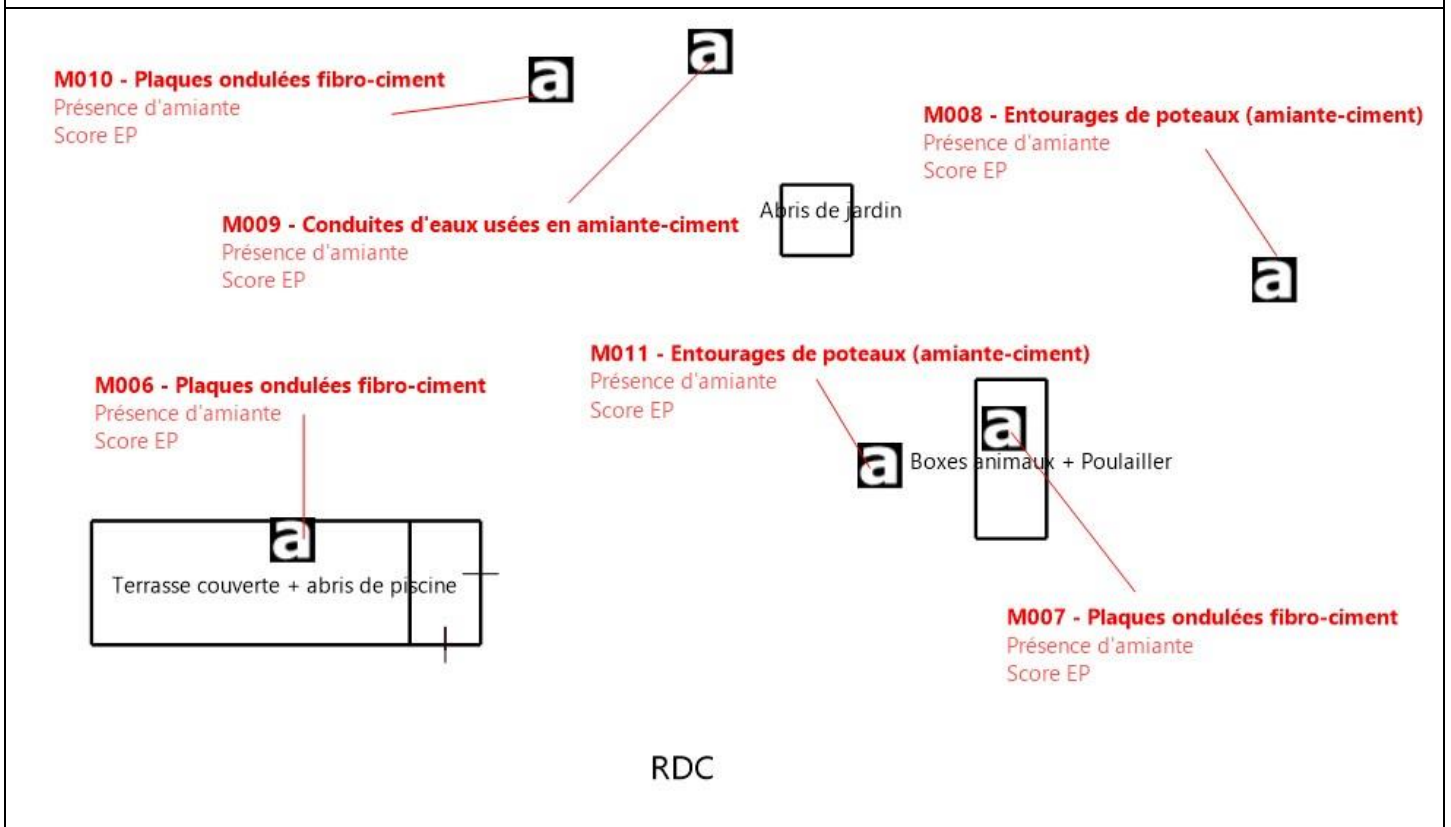 a
a
M010 - Plaques ondulées fibro-ciment
Présence d'amiante
Score EP
M008 - Entourages de poteaux (amiante-ciment)
Présence d'amiante
Score EP
Abris de jardin
M009 - Conduites d'eaux usées en amiante-ciment
Présence d'amiante
Score EP
a
M011 - Entourages de poteaux (amiante-ciment)
Présence d'amiante
Score EP
M006 - Plaques ondulées fibro-ciment
Présence d'amiante
Score EP
a
a
Boxes animaux + Poulailler
a
Terrasse couverte + abris de piscine
M007 - Plaques ondulées fibro-ciment
Présence d'amiante
Score EP
RDC